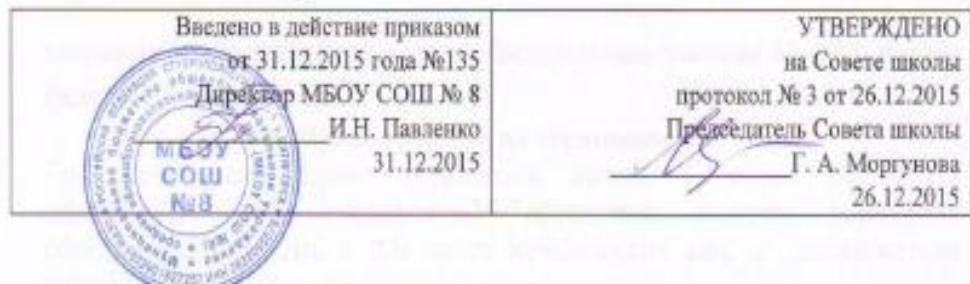 Введено в действие приказом
от 31.12.2015 года №135
Директор МБОУ СОШ № 8
И.Н. Павленко
31.12.2015
МБОУ
СОШ
№8
УТВЕРЖДЕНО
на Совете школы
протокол № 3 от 26.12.2015
Председатель Совета школы
Г. А. Моргунова
26.12.2015